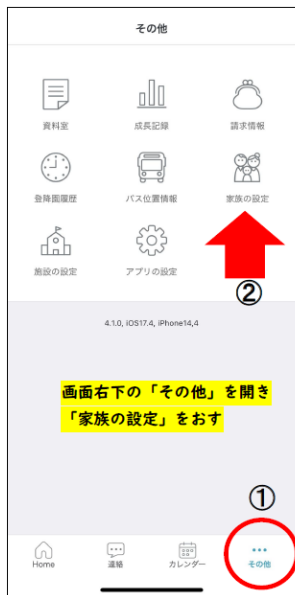 その他
資料室
成長記録
請求情報
登降園履歴
バス位置情報
家族の設定
施設の設定
アプリの設定
②
4.1.0, iOS17.4, iPhone14,4
画面右下の「その他」を開き
「家族の設定」をおす
①
Home
連絡
カレンダー
その他